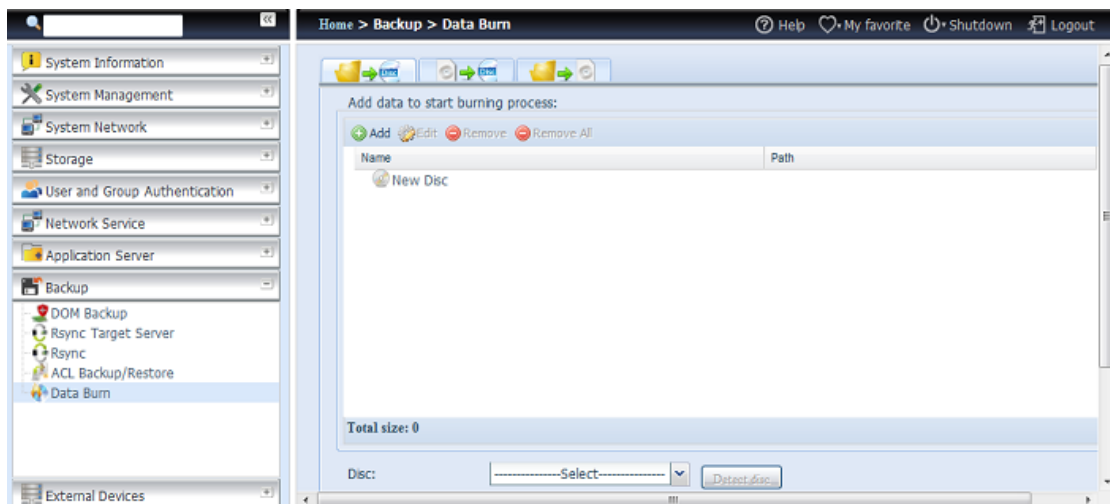 Home > Backup > Data Burn
Help
My favorite
Shutdown
Logout
System Information
System Management
System Network
Storage
User and Group Authentication
Network Service
Application Server
Backup
DOM Backup
Rsync Target Server
Rsync
ACL Backup/Restore
Data Burn
External Devices
Add data to start burning process:
Add Edit Remove Remove All
Name Path
New Disc
Total size: 0
Disc: ---------------Select--------------- Detect disc